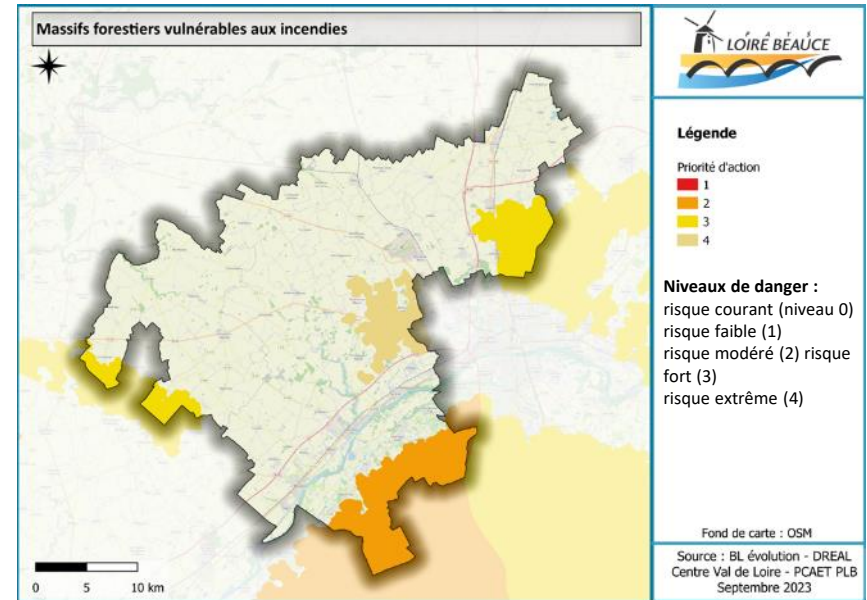 Massifs forestiers vulnérables aux incendies
PAYS
LOIRE BEAUCE
Légende
Priorité d'action
1
2
3
4
Niveaux de danger :
risque courant (niveau 0)
risque faible (1)
risque modéré (2) risque
fort (3)
risque extrême (4)
0 5 10 km
Fond de carte : OSM
Source : BL évolution - DREAL
Centre Val de Loire - PCAET PLB
Septembre 2023